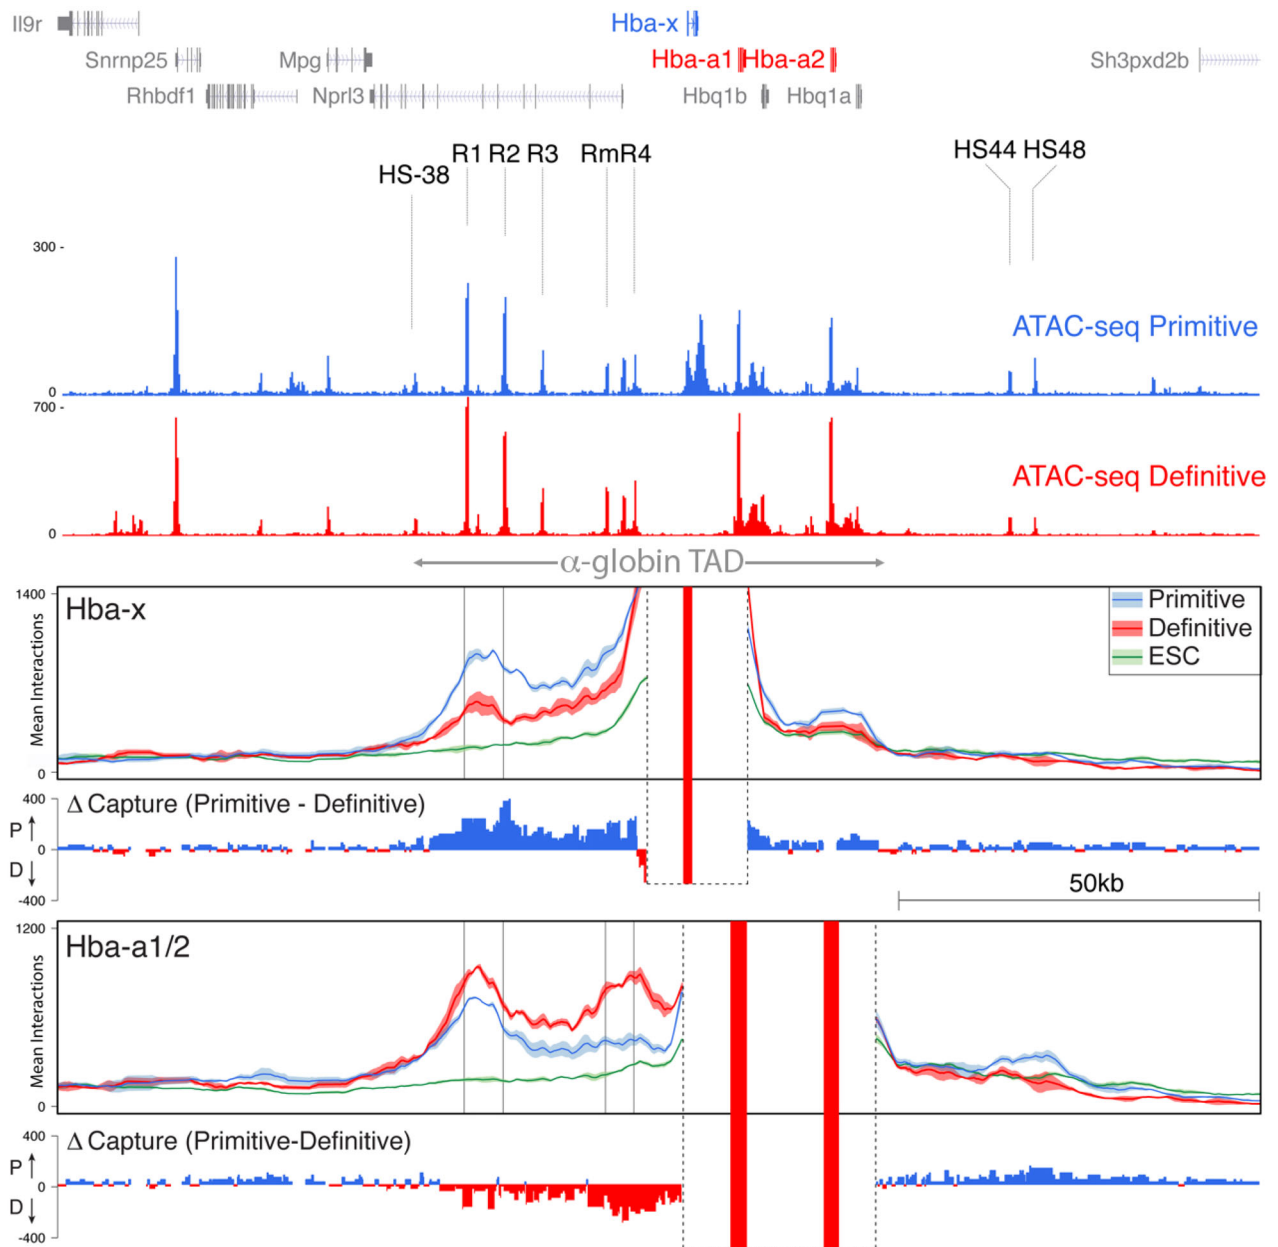 Il9r Hba-x
Snrnp25 Mpg Hba-a1 Hba-a2 Sh3pxd2b
Rhbdf1 Nprl3 Hbq1b Hbq1a
R1 R2 R3 Rm R4 HS44 HS48
HS-38
300 -
ATAC-seq Primitive
0
700 -
ATAC-seq Definitive
0
α-globin TAD
1400
Hba-x
Primitive
Definitive
ESC
Mean Interactions
0
400
Δ Capture (Primitive - Definitive)
P
0
D
-400
50kb
1200
Hba-a1/2
Mean Interactions
0
400
Δ Capture (Primitive-Definitive)
P
0
D
-400